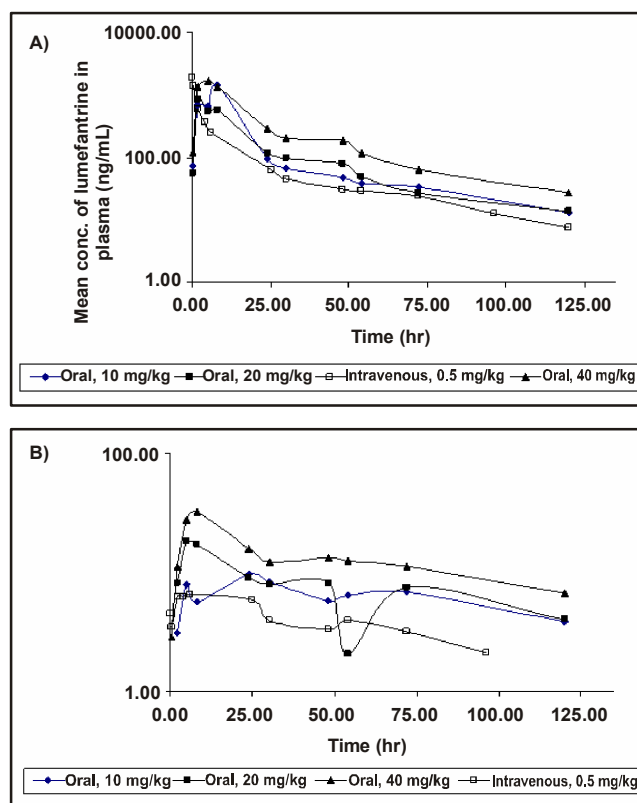 A)
10000.00
100.00
1.00
Mean conc. of lumefantrine in
plasma (ng/mL)
0.00 25.00 50.00 75.00 100.00 125.00
Time (hr)
Oral, 10 mg/kg Oral, 20 mg/kg Intravenous, 0.5 mg/kg Oral, 40 mg/kg
B)
100.00
1.00
0.00 25.00 50.00 75.00 100.00 125.00
Time (hr)
Oral, 10 mg/kg Oral, 20 mg/kg Oral, 40 mg/kg Intravenous, 0.5 mg/kg